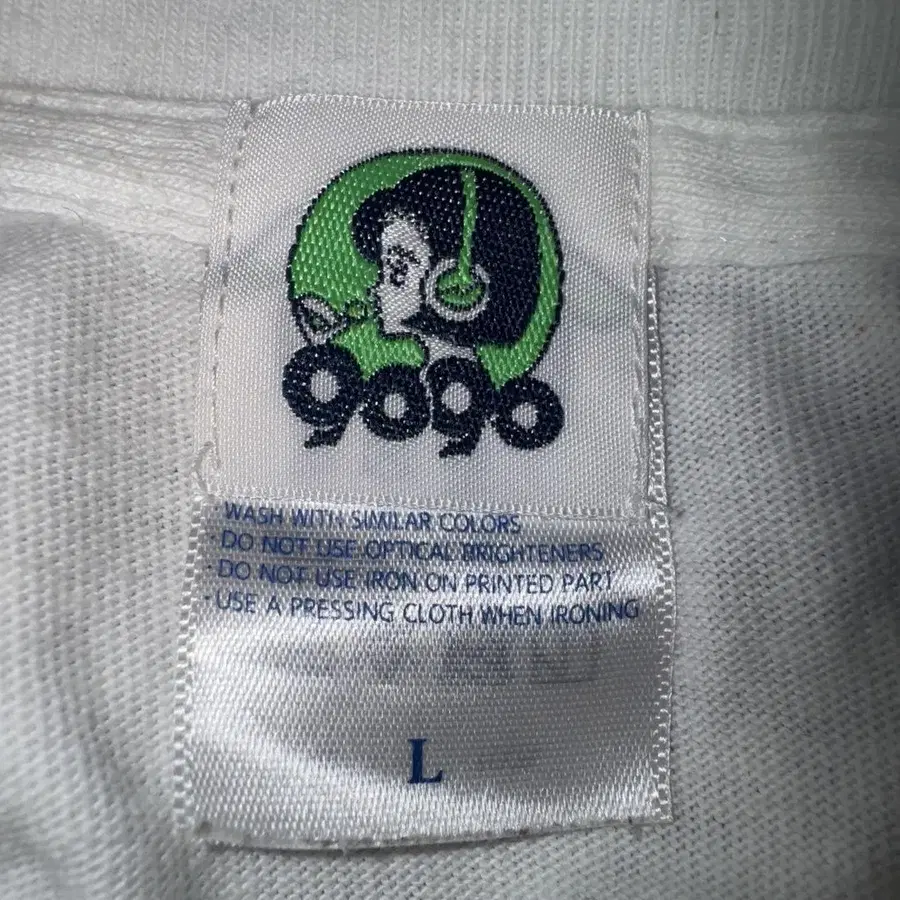 gogo
WASH WITH SIMILAR COLORS
DO NOT USE OPTICAL BRIGHTENERS
DO NOT USE IRON ON PRINTED PART
USE A PRESSING CLOTH WHEN IRONING
L